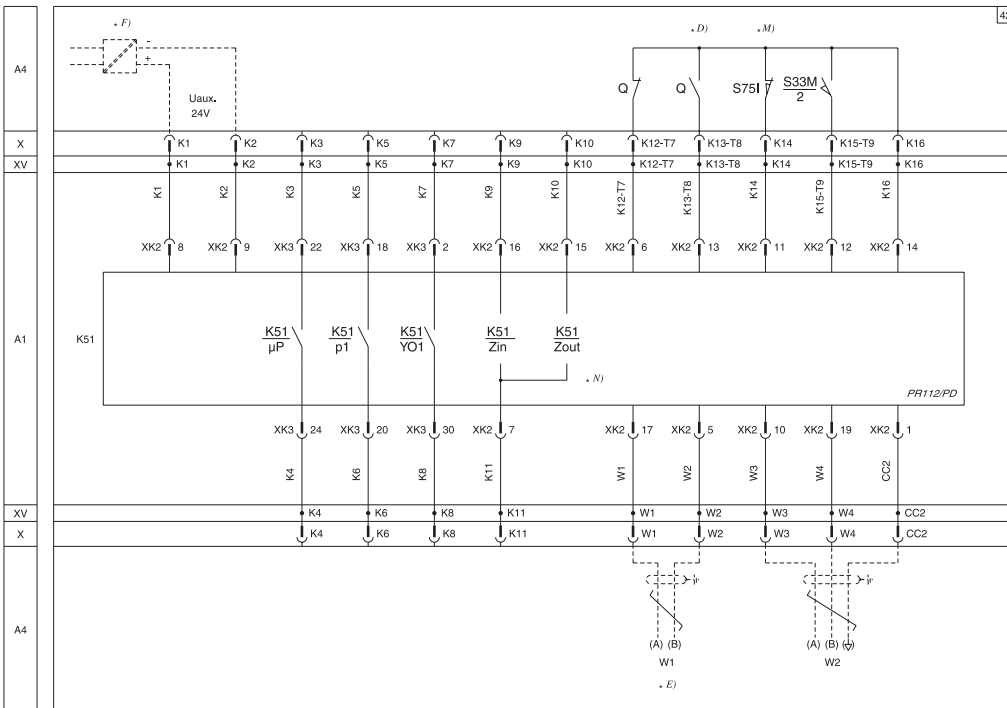 42
* F)
* D)
* M)
-
+
A4
Q
Q
S75I
S33M
2
Uaux.
24V
X
K1
K2
K3
K5
K7
K9
K10
K12-T7
K13-T8
K14
K15-T9
K16
XV
K1
K2
K3
K5
K7
K9
K10
K12-T7
K13-T8
K14
K15-T9
K16
K1
K2
K3
K5
K7
K9
K10
K12-T7
K13-T8
K14
K15-T9
K16
XK2 8
XK2 9
XK3 22
XK3 18
XK3 2
XK2 16
XK2 15
XK2 6
XK2 13
XK2 11
XK2 12
XK2 14
A1
K51
K51
µP
K51
p1
K51
YO1
K51
Zin
K51
Zout
* N)
PR112/PD
XK3 24
XK3 20
XK3 30
XK2 7
XK2 17
XK2 5
XK2 10
XK2 19
XK2 1
K4
K6
K8
K11
W1
W2
W3
W4
CC2
XV
K4
K6
K8
K11
W1
W2
W3
W4
CC2
X
K4
K6
K8
K11
W1
W2
W3
W4
CC2
A4
(A) (B)
(A) (B) (-)
W1
W2
* E)